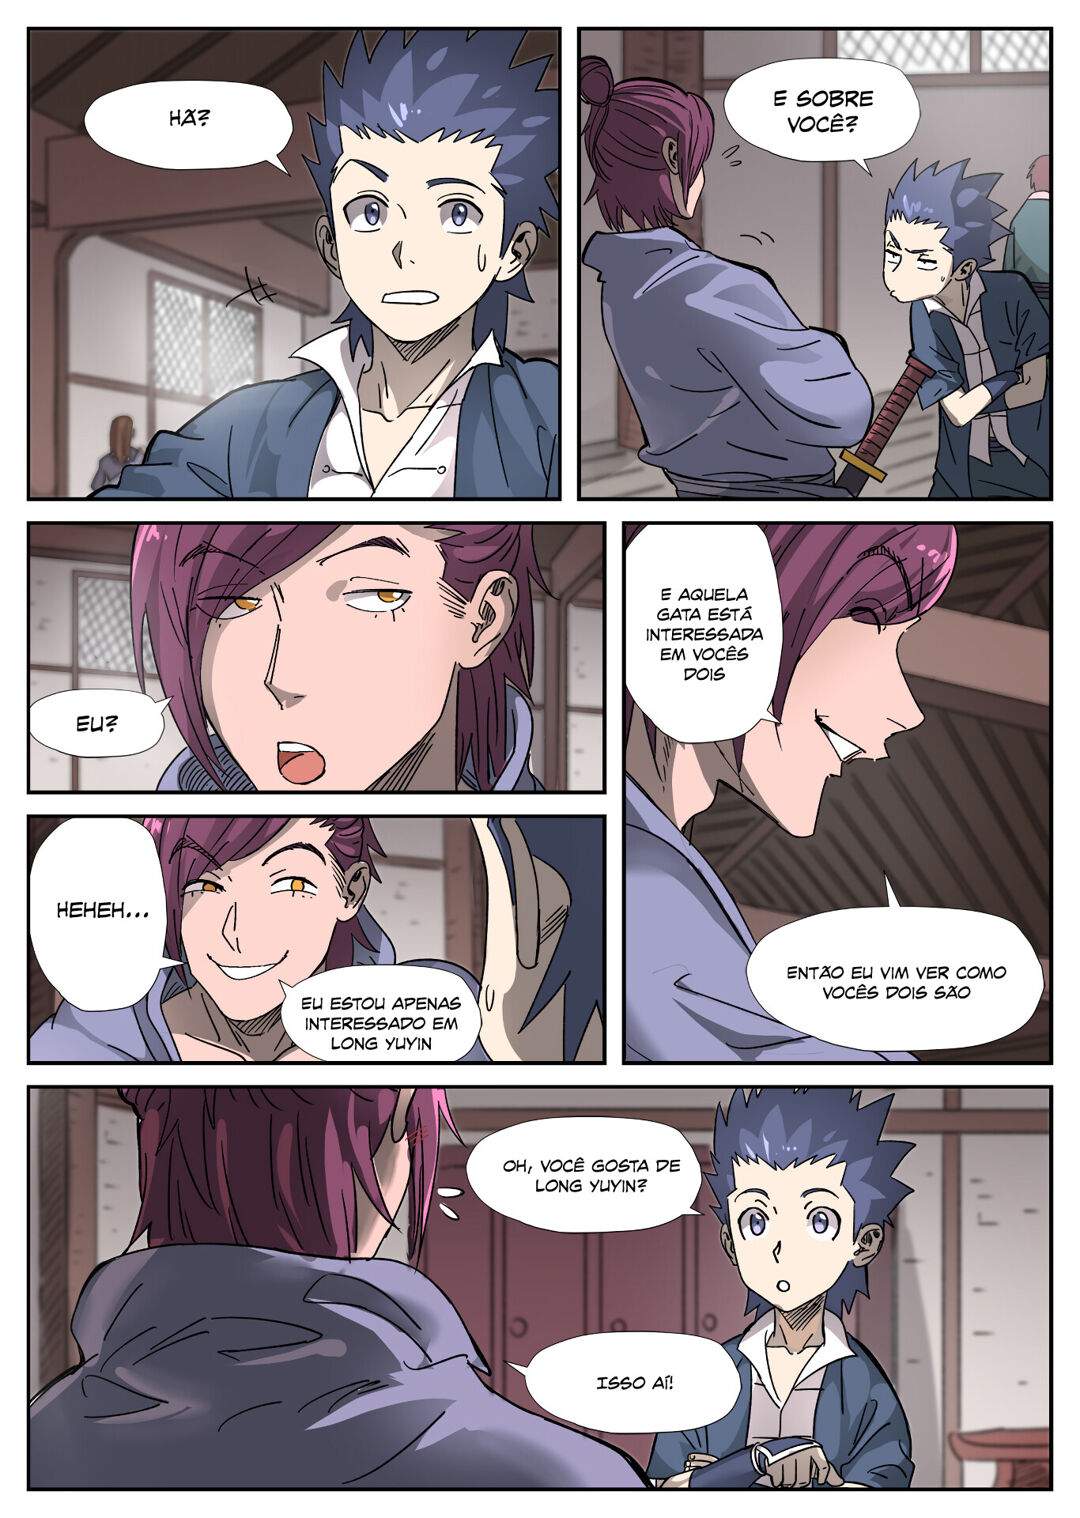 HÃ?
E SOBRE
VOCÊ?
EU?
E AQUELA
GATA ESTÁ
INTERESSADA
EM VOCÊS
DOIS
ENTÃO EU VIM VER COMO
VOCÊS DOIS SÃO
HEHEH...
EU ESTOU APENAS
INTERESSADO EM
LONG YUYIN
OH, VOCÊ GOSTA DE
LONG YUYIN?
ISSO AÍ!